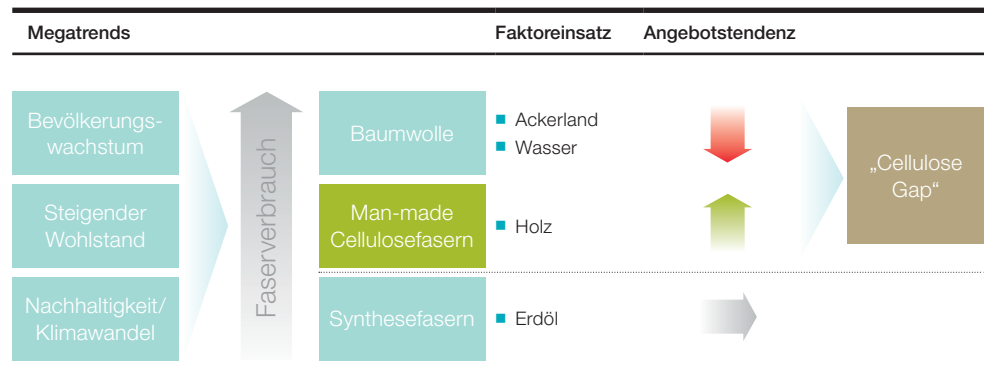 Megatrends
Faktoreinsatz
Angebotstendenz
Bevölkerungs-
wachstum
Steigender
Wohlstand
Nachhaltigkeit/
Klimawandel
Faserverbrauch
Baumwolle
Ackerland
Wasser
Man-made
Cellulosefasern
Holz
Synthesefasern
Erdöl
„Cellulose
Gap“